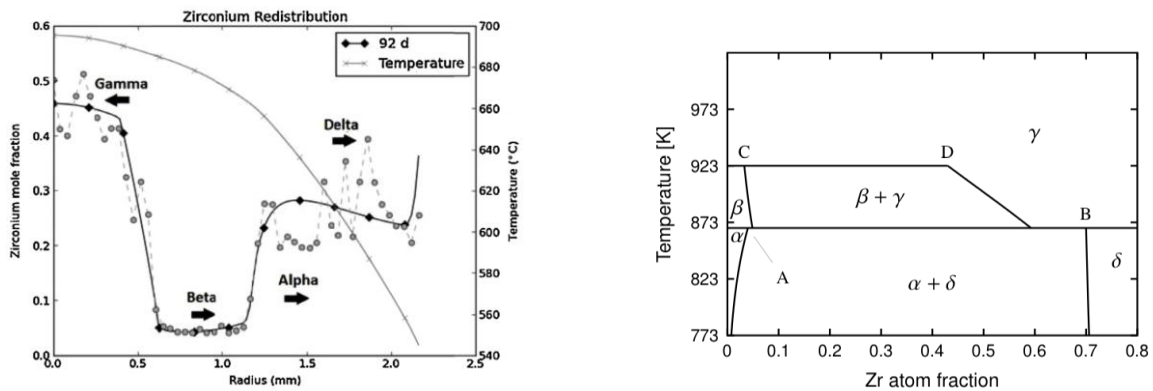 Zirconium Redistribution
0.6
0.5
0.4
0.3
0.2
0.1
0.0
Zirconium mole fraction
0.0
0.5
1.0
1.5
2.0
2.5
Radius (mm)
700
680
660
640
620
600
580
560
540
Temperature (°C)
92 d
Temperature
Gamma
Delta
Beta
Alpha
Temperature [K]
973
923
873
823
773
0
0.1
0.2
0.3
0.4
0.5
0.6
0.7
0.8
Zr atom fraction
γ
C
D
β + γ
β
B
α
A
α + δ
δ